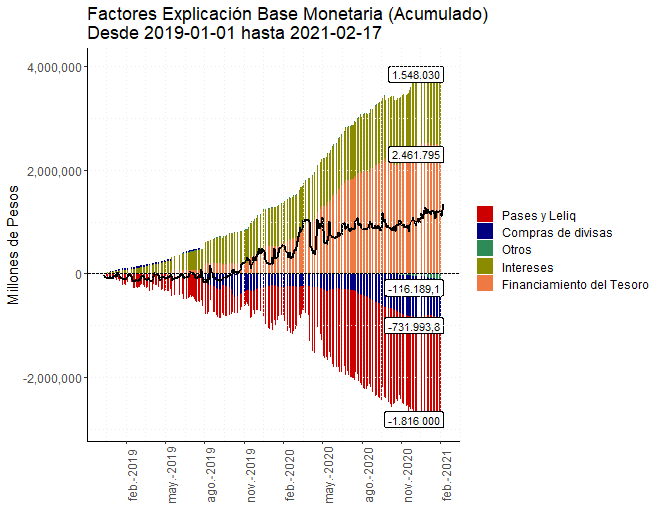 Factores Explicación Base Monetaria (Acumulado)
Desde 2019-01-01 hasta 2021-02-17
Millones de Pesos
4,000,000
2,000,000
0
-2,000,000
1.548.030
2.461.795
-116.189,1
-731.993,8
-1.816.000
feb.-2019
may.-2019
ago.-2019
nov.-2019
feb.-2020
may.-2020
ago.-2020
nov.-2020
feb.-2021
Pases y Leliq
Compras de divisas
Otros
Intereses
Financiamiento del Tesoro